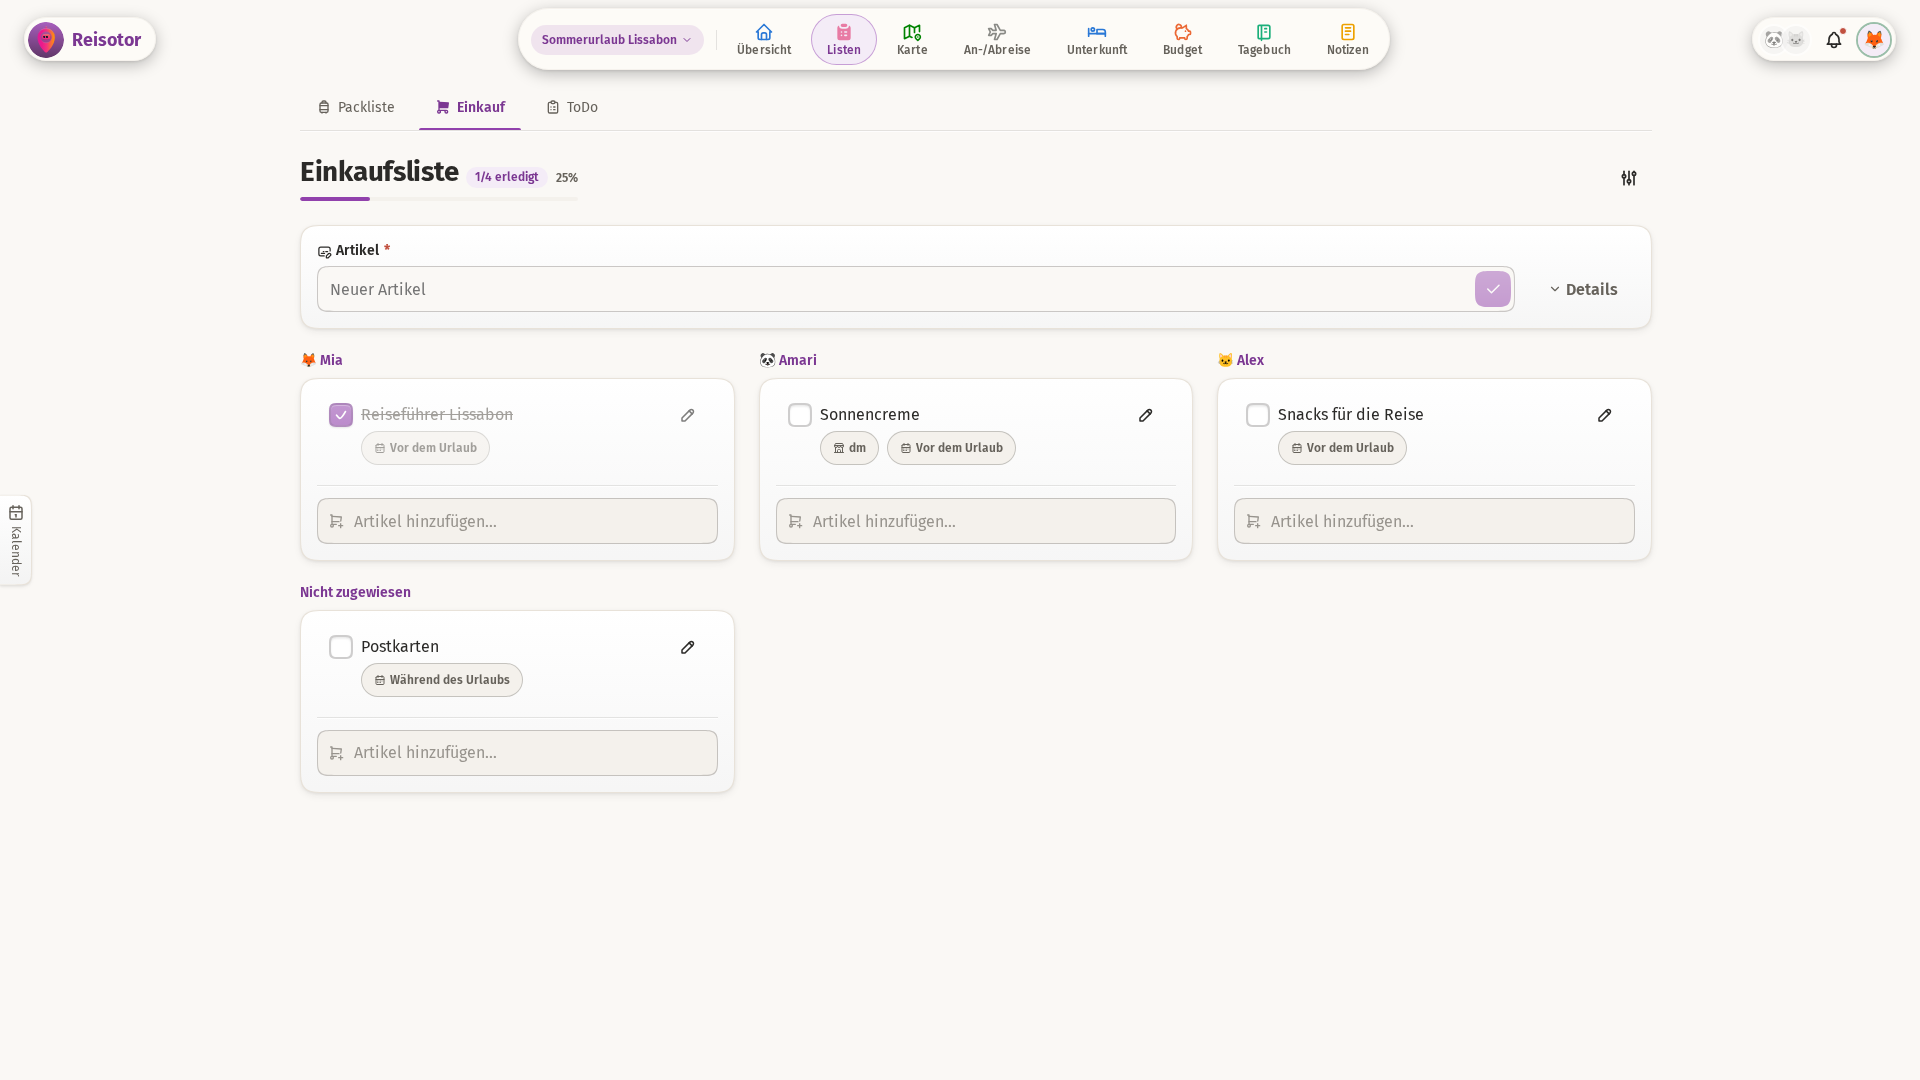 Reisotor
Sommerurlaub Lissabon
Übersicht
Listen
Karte
An-/Abreise
Unterkunft
Budget
Tagebuch
Notizen
Packliste
Einkauf
ToDo
Einkaufsliste
1/4 erledigt
25%
Artikel *
Neuer Artikel
Details
Mia
Reiseführer Lissabon
Vor dem Urlaub
Artikel hinzufügen...
Amari
Sonnencreme
dm
Vor dem Urlaub
Artikel hinzufügen...
Alex
Snacks für die Reise
Vor dem Urlaub
Artikel hinzufügen...
Kalender
Nicht zugewiesen
Postkarten
Während des Urlaubs
Artikel hinzufügen...